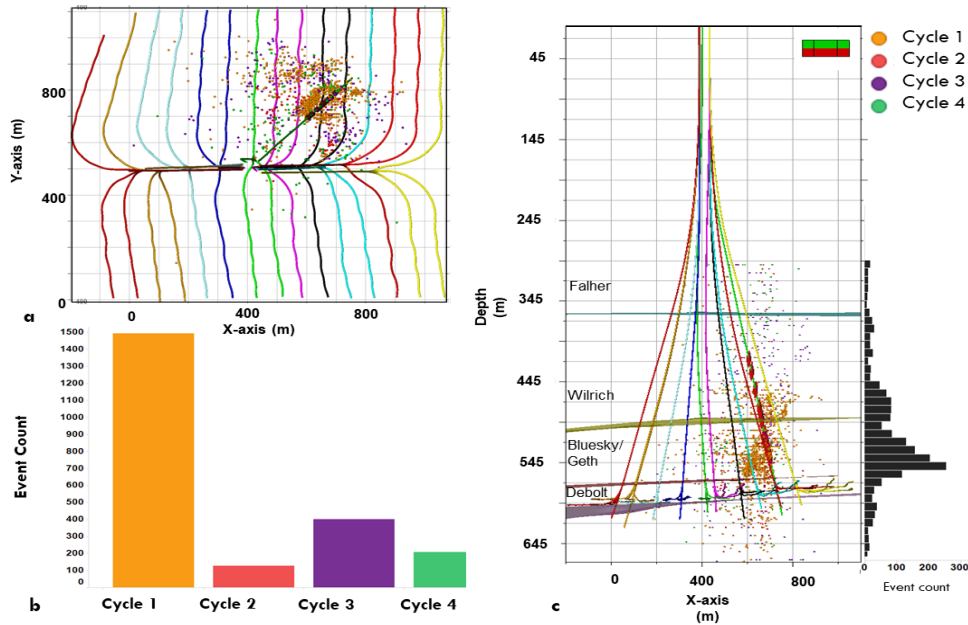 a
Y-axis (m)
800
400
0
0
400
800
X-axis (m)
b
Event Count
1500
1400
1300
1200
1100
1000
900
800
700
600
500
400
300
200
100
0
Cycle 1
Cycle 2
Cycle 3
Cycle 4
c
Depth
(m)
45
145
245
345
445
545
645
Falher
Wilrich
Bluesky/
Geth
Debolt
0
400
800
X-axis
(m)
0
100
200
300
Event count
Cycle 1
Cycle 2
Cycle 3
Cycle 4